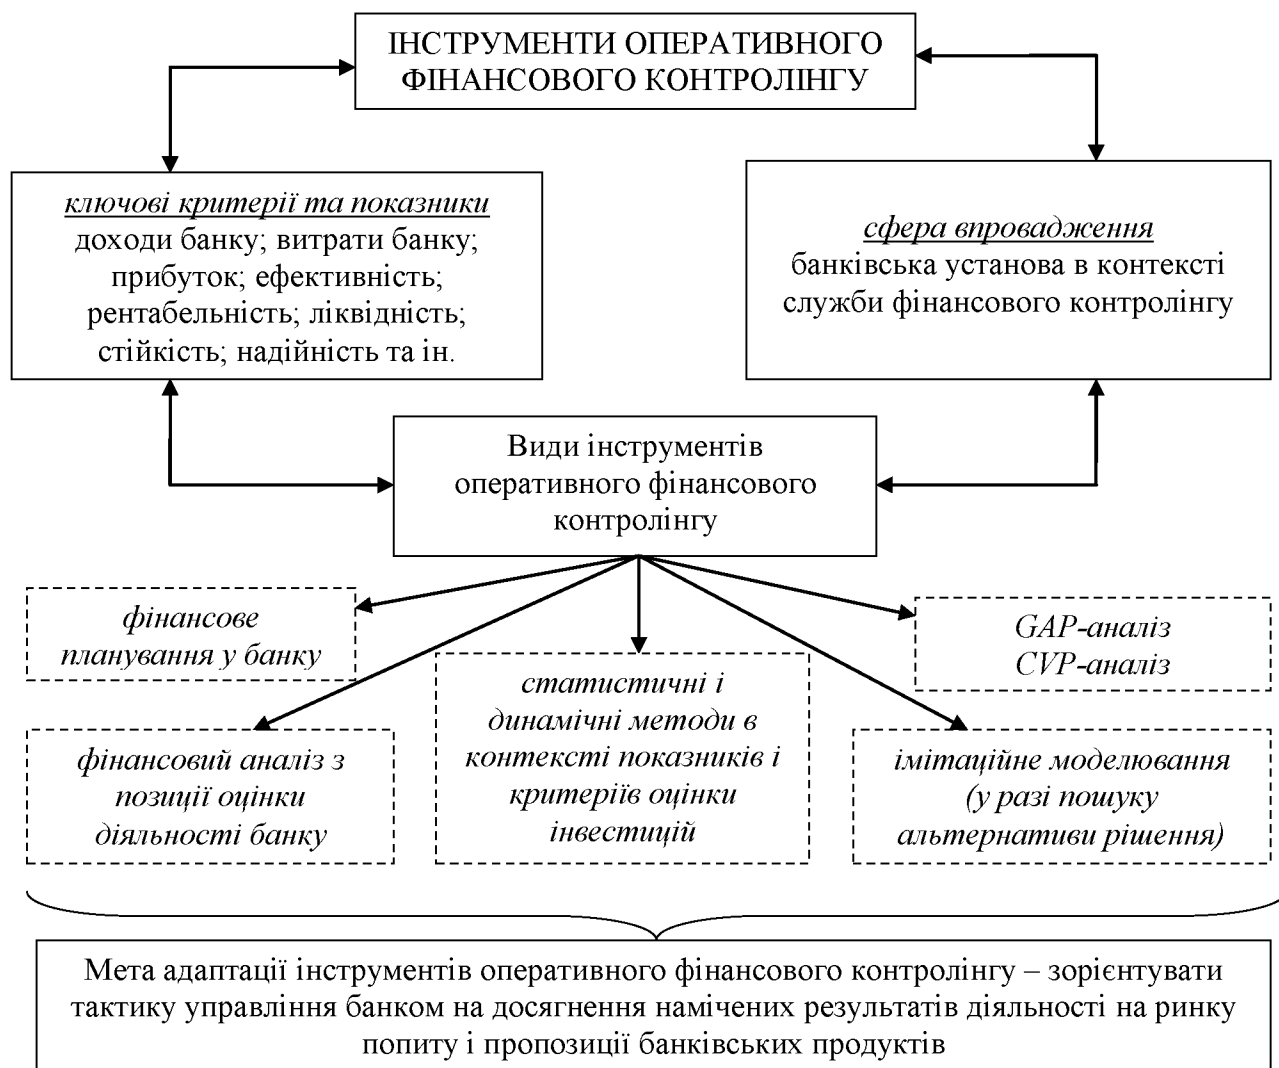 ІНСТРУМЕНТИ ОПЕРАТИВНОГО
ФІНАНСОВОГО КОНТРОЛІНГУ
ключові критерії та показники
доходи банку; витрати банку;
прибуток; ефективність;
рентабельність; ліквідність;
стійкість; надійність та ін.
сфера впровадження
банківська установа в контексті
служби фінансового контролінгу
Види інструментів
оперативного фінансового
контролінгу
фінансове
планування у банку
GAP-аналіз
CVP-аналіз
фінансовий аналіз з
позиції оцінки
діяльності банку
статистичні і
динамічні методи в
контексті показників і
критеріїв оцінки
інвестицій
імітаційне моделювання
(у разі пошуку
альтернативи рішення)
Мета адаптації інструментів оперативного фінансового контролінгу – зорієнтувати
тактику управління банком на досягнення намічених результатів діяльності на ринку
попиту і пропозиції банківських продуктів